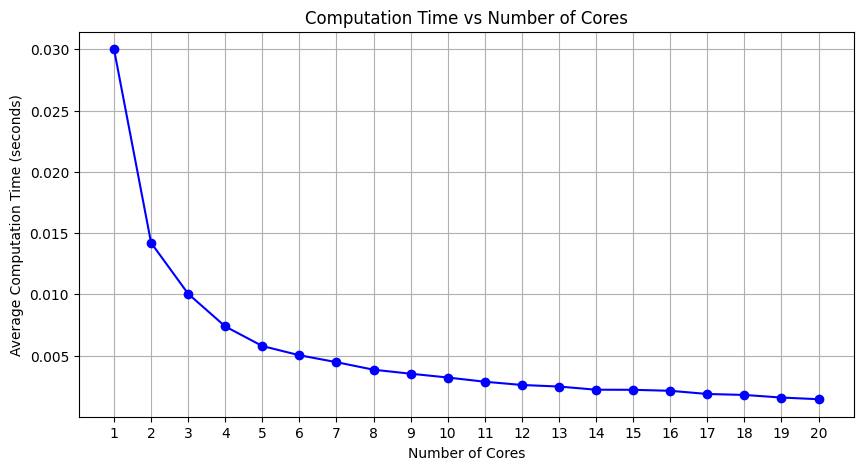 Computation Time vs Number of Cores
Average Computation Time (seconds)
0.030
0.025
0.020
0.015
0.010
0.005
1 2 3 4 5 6 7 8 9 10 11 12 13 14 15 16 17 18 19 20
Number of Cores